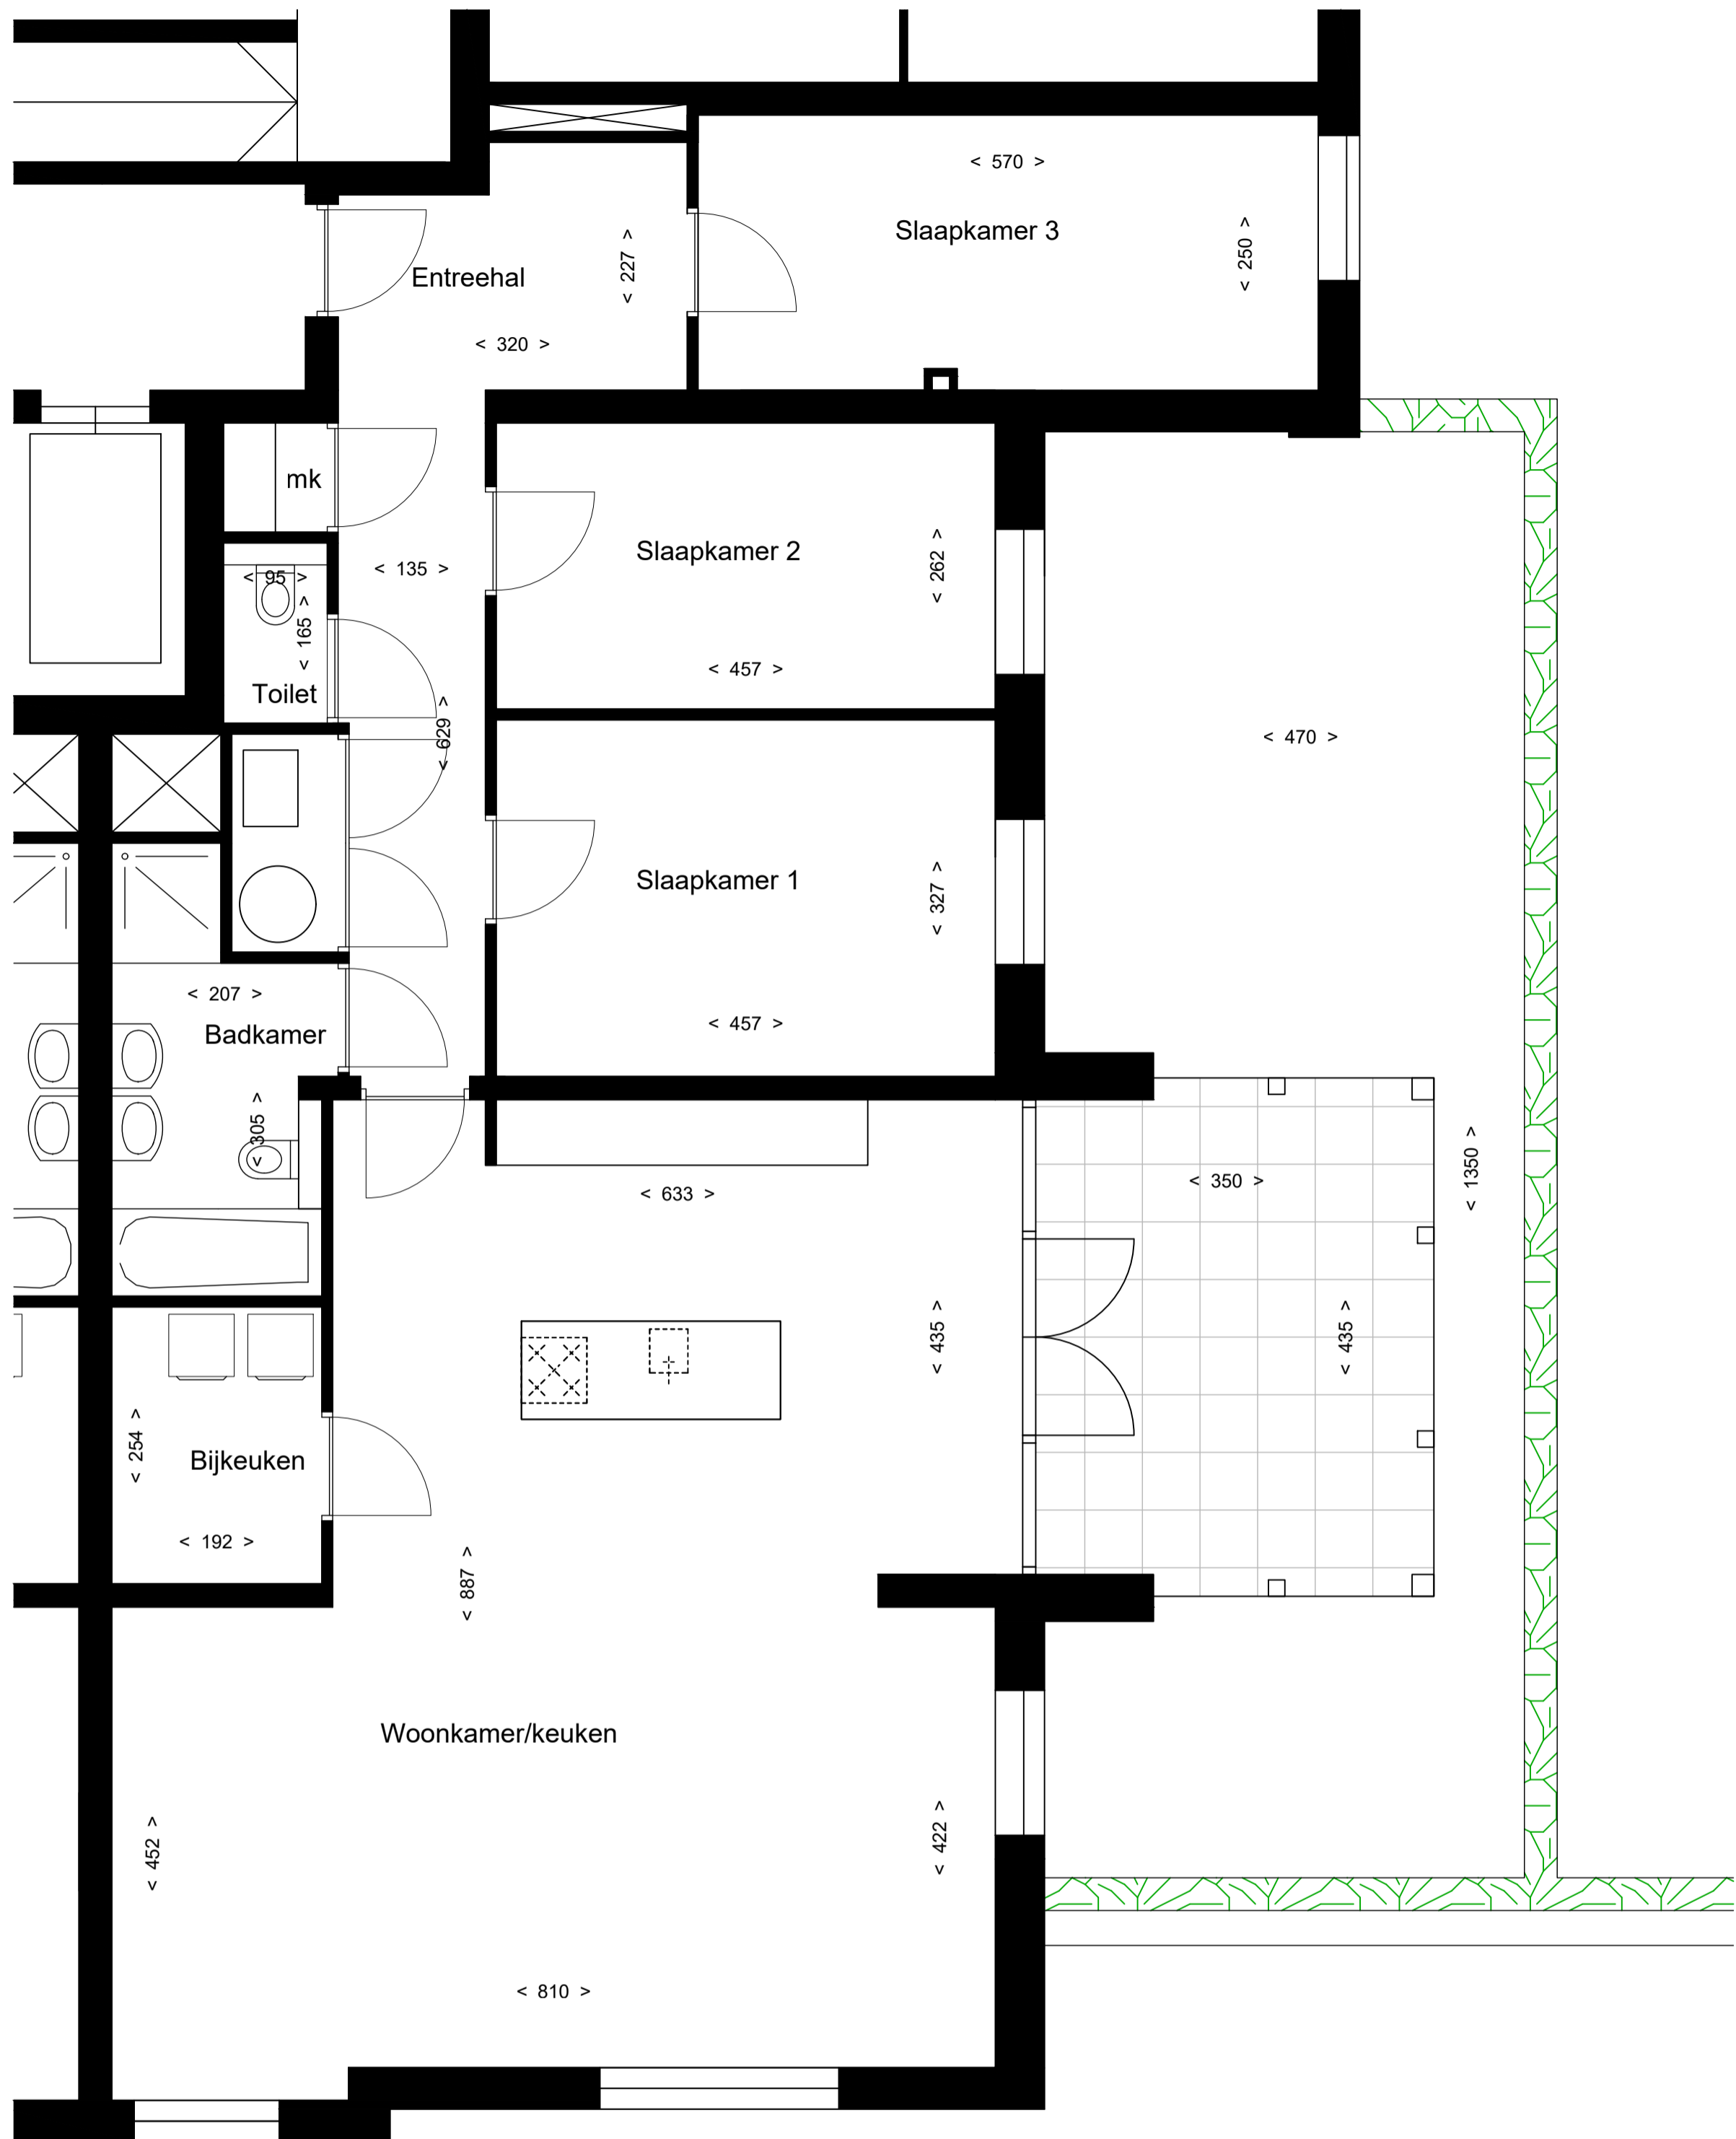 < 570 >
Slaapkamer 3
< 250 >
< 227 >
Entreehal
< 320 >
mk
< 95 >
< 135 >
< 165 >
Toilet
Slaapkamer 2
< 262 >
< 457 >
< 629 >
< 470 >
Slaapkamer 1
< 327 >
< 207 >
Badkamer
< 457 >
< 305 >
< 633 >
< 350 >
< 1350 >
< 435 >
< 435 >
< 254 >
Bijkeuken
< 192 >
< 887 >
Woonkamer/keuken
< 452 >
< 422 >
< 810 >